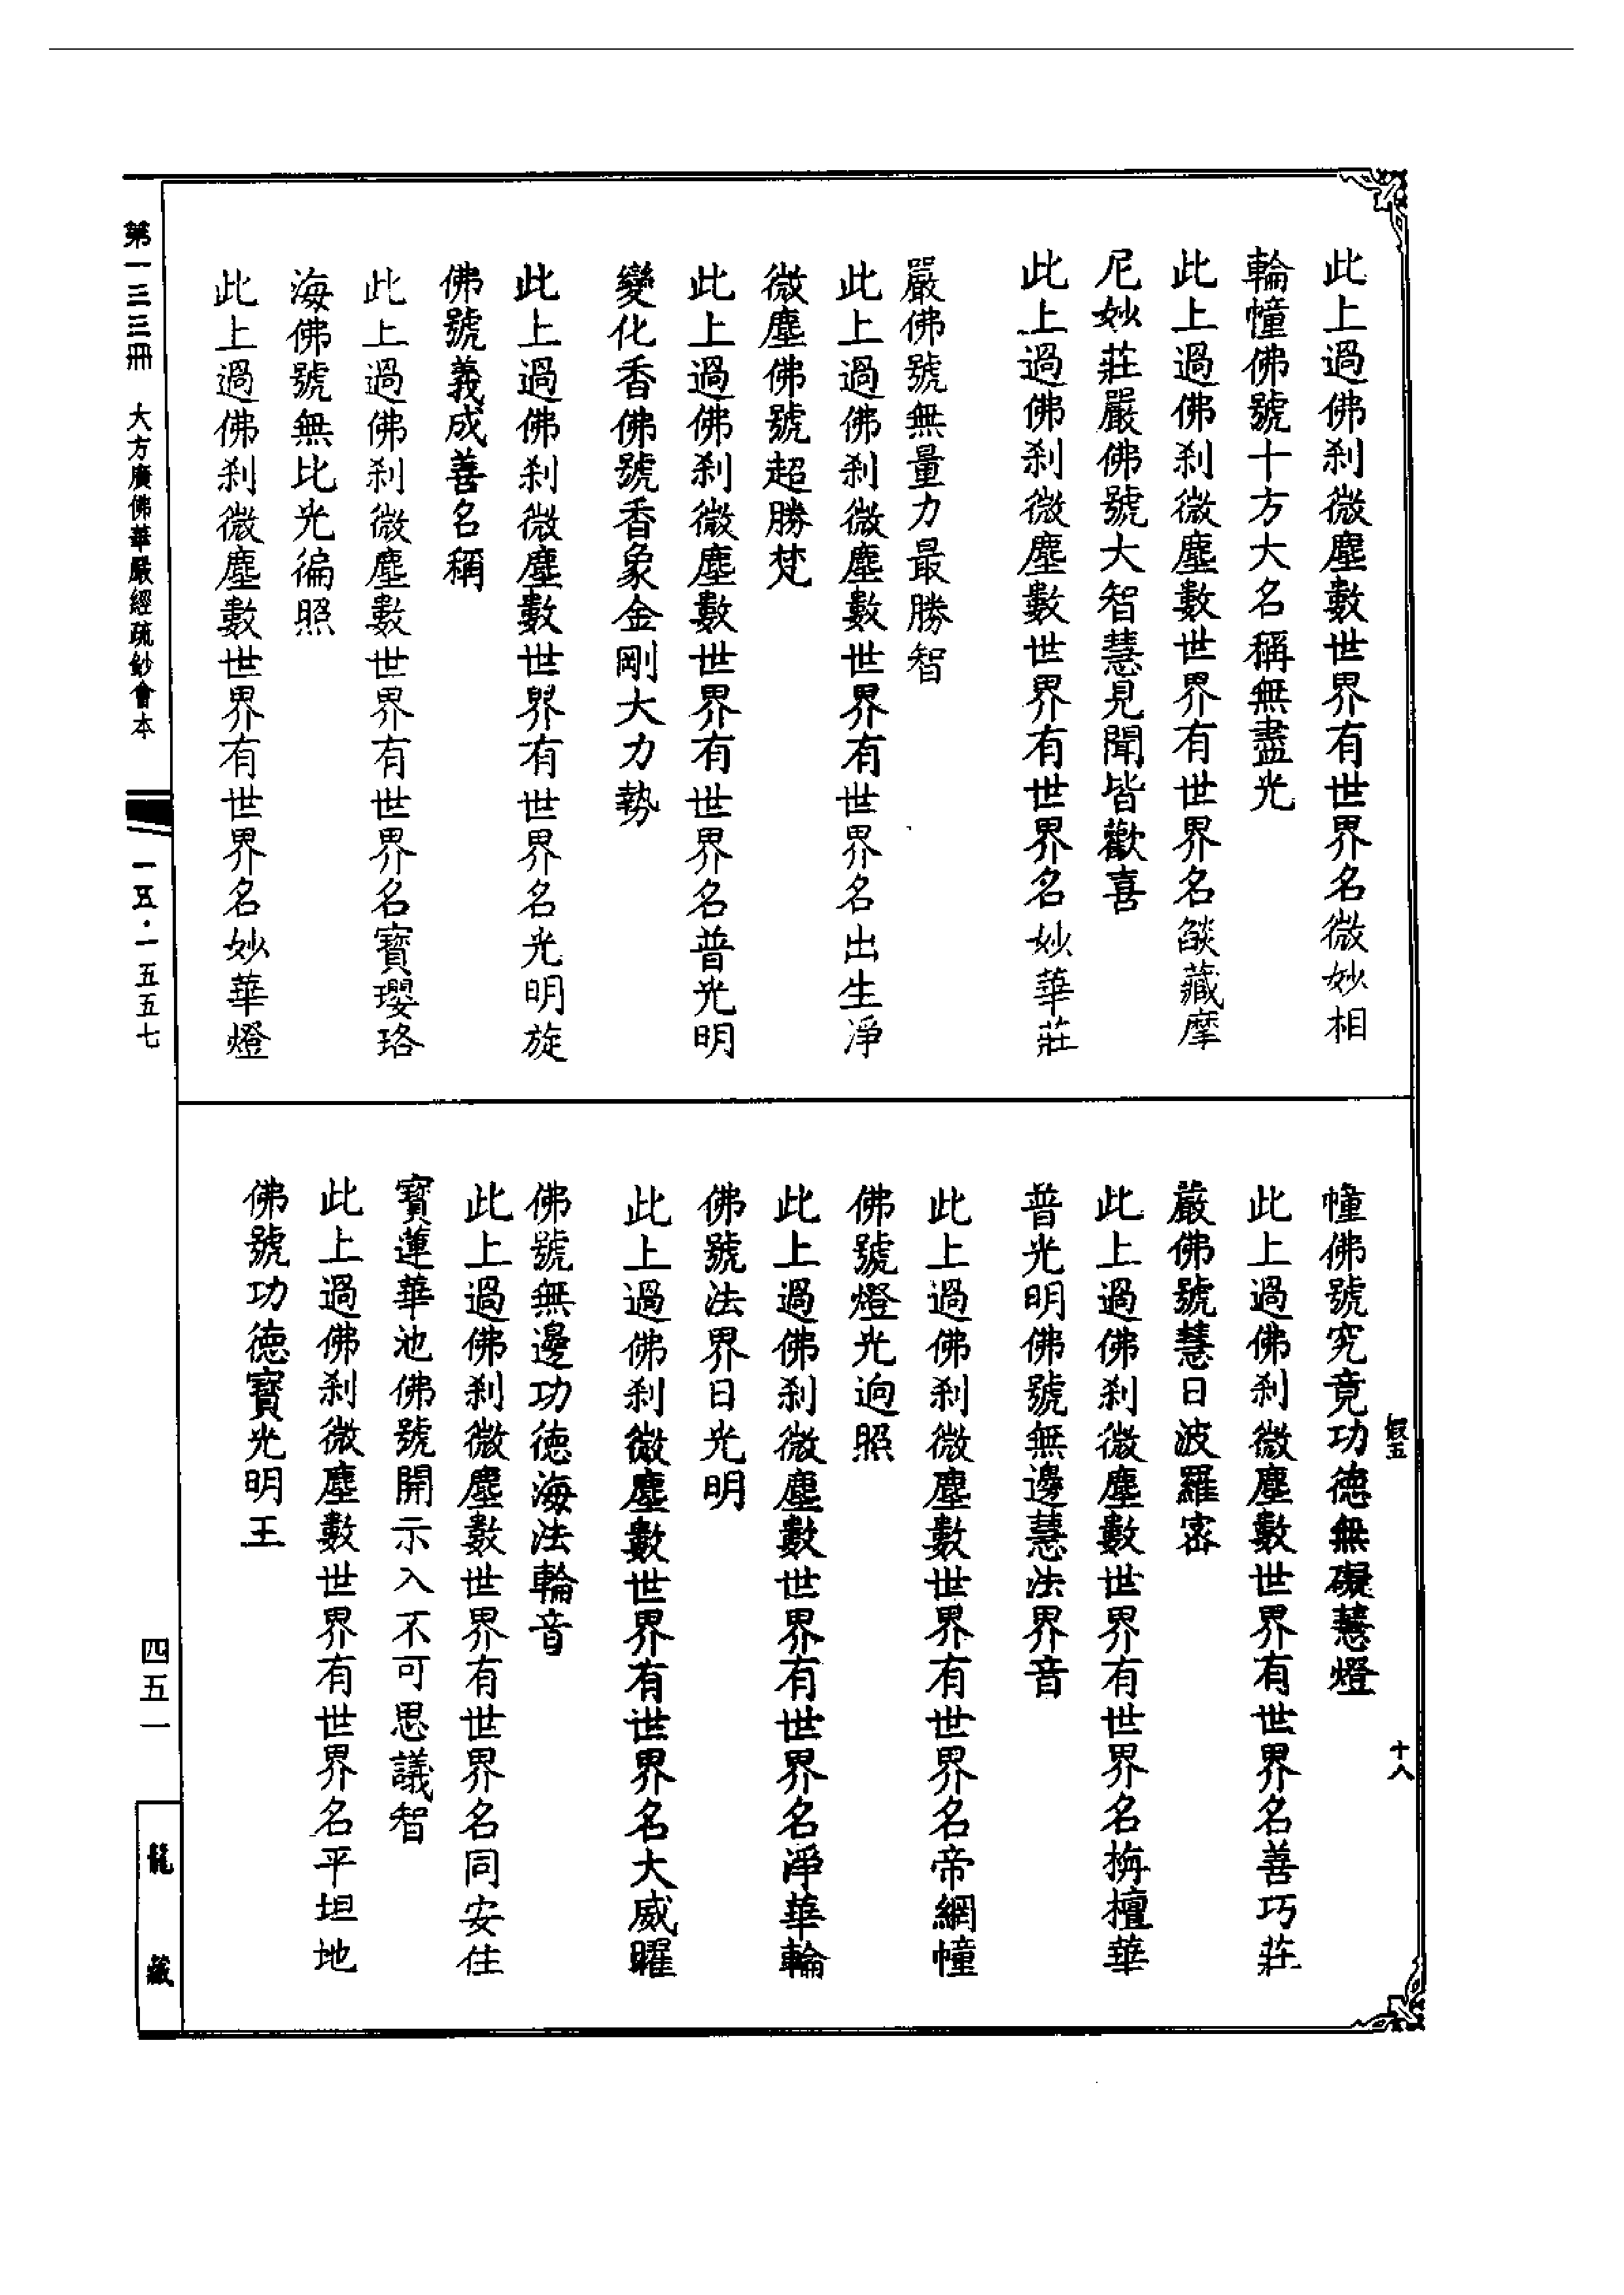 此上過佛刹微塵數世界有世界名微妙相
輪幢佛號十方大名稱無盡光
此上過佛刹微塵數世界有世界名燄藏摩
尼妙莊嚴佛號大智慧見聞皆歡喜
此上過佛刹微塵數世界有世界名妙華莊
嚴佛號無量力最勝智
此上過佛刹微塵數世界有世界名出生淨
微塵佛號超勝梵
此上過佛刹微塵數世界有世界名普光明
變化香佛號香象金剛大力勢
此上過佛刹微塵數世界有世界名光明旋
佛號義成善名稱
此上過佛刹微塵數世界有世界名寶瓔珞
海佛號無比光徧照
此上過佛刹微塵數世界有世界名妙華燈
幢佛號究竟功德無礙慧燈
此上過佛刹微塵數世界有世界名善巧莊
嚴佛號慧日波羅密
此上過佛刹微塵數世界有世界名栴檀華
普光明佛號無邊慧法界音
此上過佛刹微塵數世界有世界名帝網幢
佛號燈光迥照
此上過佛刹微塵數世界有世界名淨華輪
佛號法界日光明
此上過佛刹微塵數世界有世界名大威曜
佛號無邊功德海法輪音
此上過佛刹微塵數世界有世界名同安住
寶蓮華池佛號開示入不可思議智
此上過佛刹微塵數世界有世界名平坦地
佛號功德寶光明王
假五
十八
第一三三冊 大方廣佛華嚴經疏鈔會本
一五·一五五七
四五一
龍藏